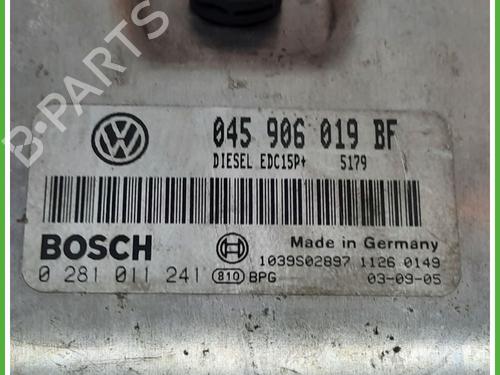 B-PARTS
045 906 019 BF
DIESEL EDC15P+ 5179
BOSCH
Made in Germany
0 281 011 241 810 BPG
1039S02897 1126 0149
03-09-05